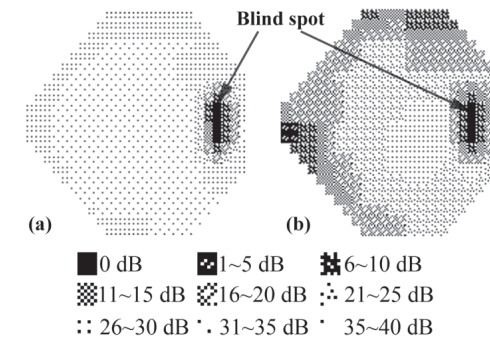 Blind spot
(a) (b)
0 dB 1~5 dB 6~10 dB
11~15 dB 16~20 dB 21~25 dB
26~30 dB 31~35 dB 35~40 dB